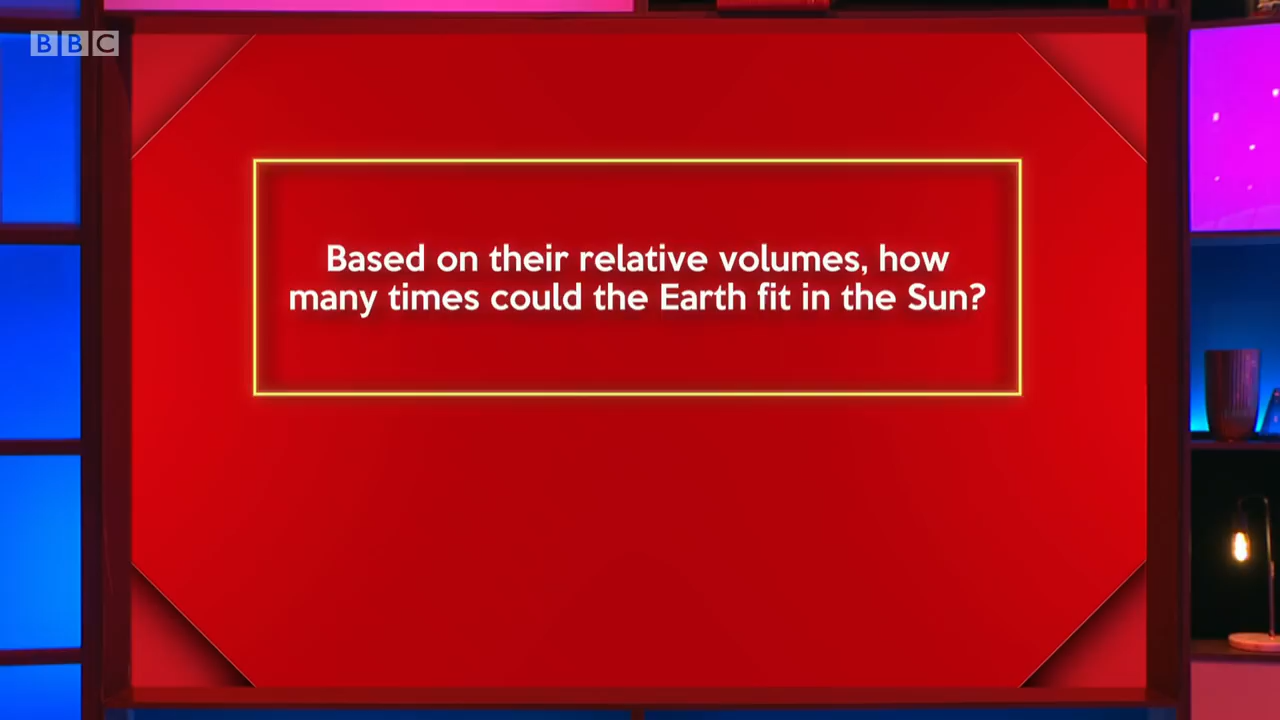 BBC
Based on their relative volumes, how
many times could the Earth fit in the Sun?